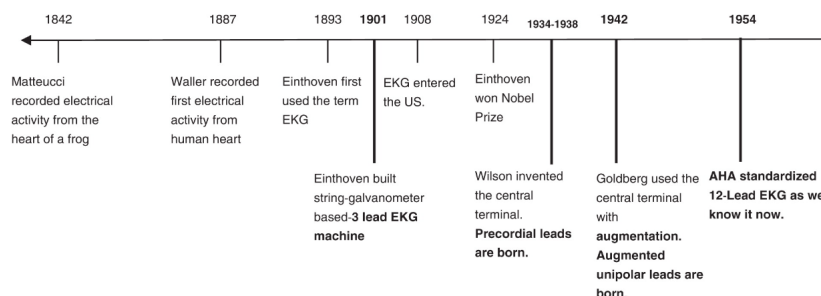 1842
1887
1893
1901
1908
1924
1934-1938
1942
1954
Matteucci
recorded electrical
activity from the
heart of a frog
Waller recorded
first electrical
activity from
human heart
Einthoven first
used the term
EKG
EKG entered
the US.
Einthoven
won Nobel
Prize
Einthoven built
string-galvanometer
based-3 lead EKG
machine
Wilson invented
the central
terminal.
Precordial leads
are born.
Goldberg used the
central terminal
with
augmentation.
Augmented
unipolar leads are
born
AHA standardized
12-Lead EKG as we
know it now.